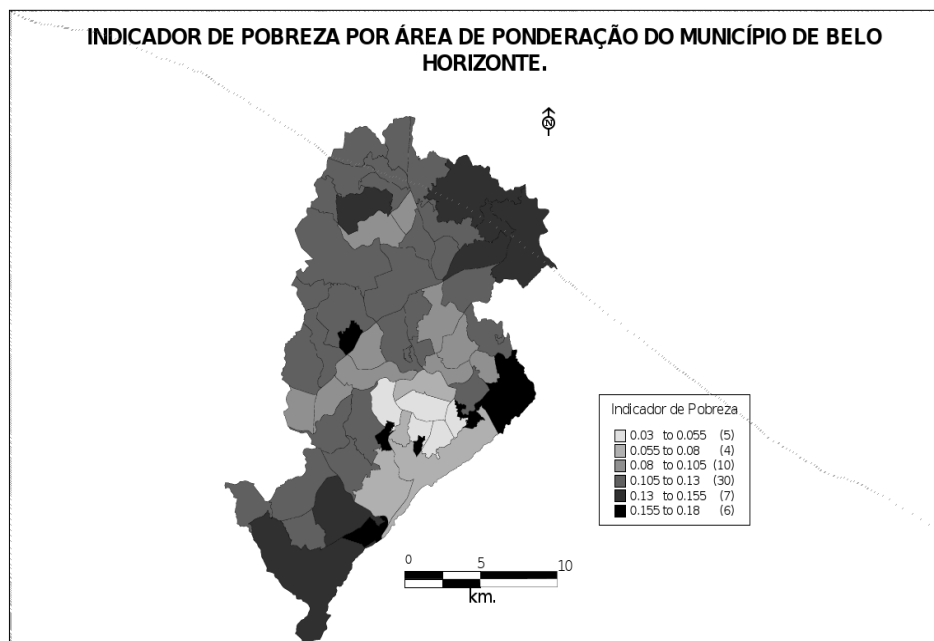 INDICADOR DE POBREZA POR ÁREA DE PONDERAÇÃO DO MUNICÍPIO DE BELO
HORIZONTE.
N
Indicador de Pobreza
0.03 to 0.055 (5)
0.055 to 0.08 (4)
0.08 to 0.105 (10)
0.105 to 0.13 (30)
0.13 to 0.155 (7)
0.155 to 0.18 (6)
0 5 10
km.